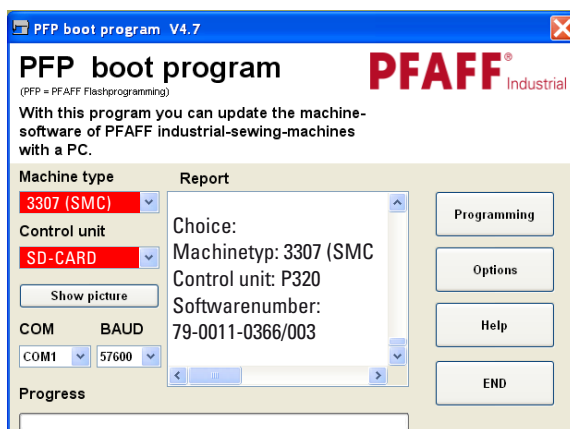 PFP boot program V4.7
PFP boot program
(PFP = PFAFF Flashprogramming)
PFAFF® Industrial
With this program you can update the machine-
software of PFAFF industrial-sewing-machines
with a PC.
Machine type
3307 (SMC)
Control unit
SD-CARD
Show picture
COM BAUD
COM1 57600
Progress
Report
Choice:
Machinetyp: 3307 (SMC
Control unit: P320
Softwarenumber:
79-0011-0366/003
Programming
Options
Help
END